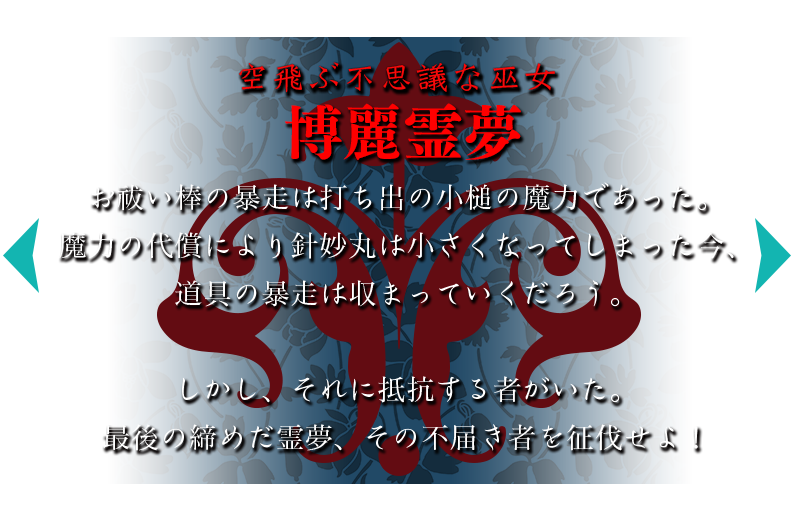 空飛ぶ不思議な巫女
博麗霊夢
お祓い棒の暴走は打ち出の小槌の魔力であった。
魔力の代償により針妙丸は小さくなってしまった今、
道具の暴走は収まっていくだろう。
しかし、それに抵抗する者がいた。
最後の締めだ霊夢、その不届き者を征伐せよ！